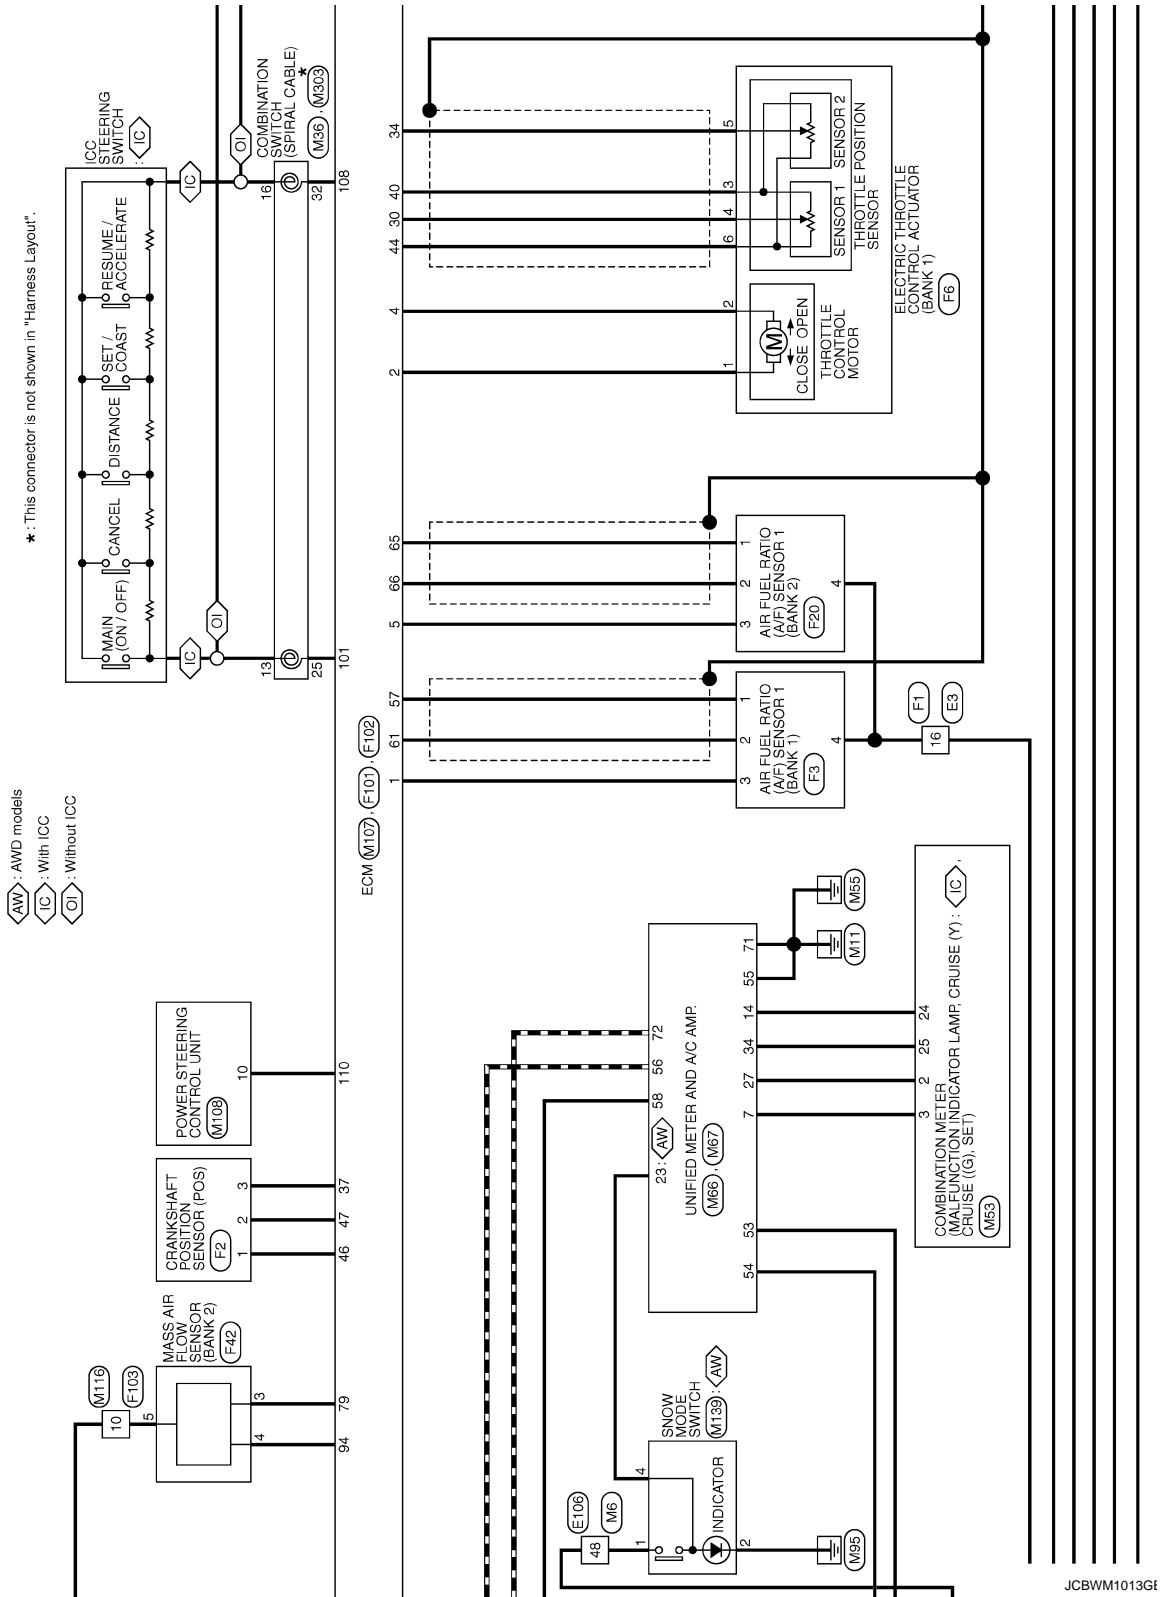 ★ : This connector is not shown in "Harness Layout".
AW : AWD models
IC : With ICC
OI : Without ICC
ICC
STEERING
SWITCH
: IC
MAIN
(ON / OFF)
CANCEL
DISTANCE
SET /
COAST
RESUME /
ACCELERATE
IC
OI
IC
OI
COMBINATION
SWITCH
(SPIRAL CABLE)
★
M36 , M303
13
16
25
32
MASS AIR
FLOW
SENSOR
(BANK 2)
F42
M116
10
F103
5
4
3
CRANKSHAFT
POSITION
SENSOR (POS)
F2
1
2
3
POWER STEERING
CONTROL UNIT
M108
10
94
79
46
47
37
110
101
108
ECM M107 , F101 , F102
1
61
57
5
66
65
2
4
44
30
40
34
3
2
1
AIR FUEL RATIO
(A/F) SENSOR 1
(BANK 1)
F3
4
3
2
1
AIR FUEL RATIO
(A/F) SENSOR 1
(BANK 2)
F20
4
F1
16
E3
1
2
6
4
3
5
CLOSE OPEN
M
THROTTLE
CONTROL
MOTOR
SENSOR 1
SENSOR 2
THROTTLE POSITION
SENSOR
ELECTRIC THROTTLE
CONTROL ACTUATOR
(BANK 1)
F6
E106
48
M6
SNOW
MODE
SWITCH
M139 : AW
1
4
INDICATOR
2
M95
23 : AW
58
56
72
UNIFIED METER AND A/C AMP.
M66 , M67
54
53
7
27
34
14
55
71
M11
M55
3
2
25
24
COMBINATION METER
(MALFUNCTION INDICATOR LAMP, CRUISE (Y) : IC ,
CRUISE ((G), SET)
M53
JCBWM1013GE